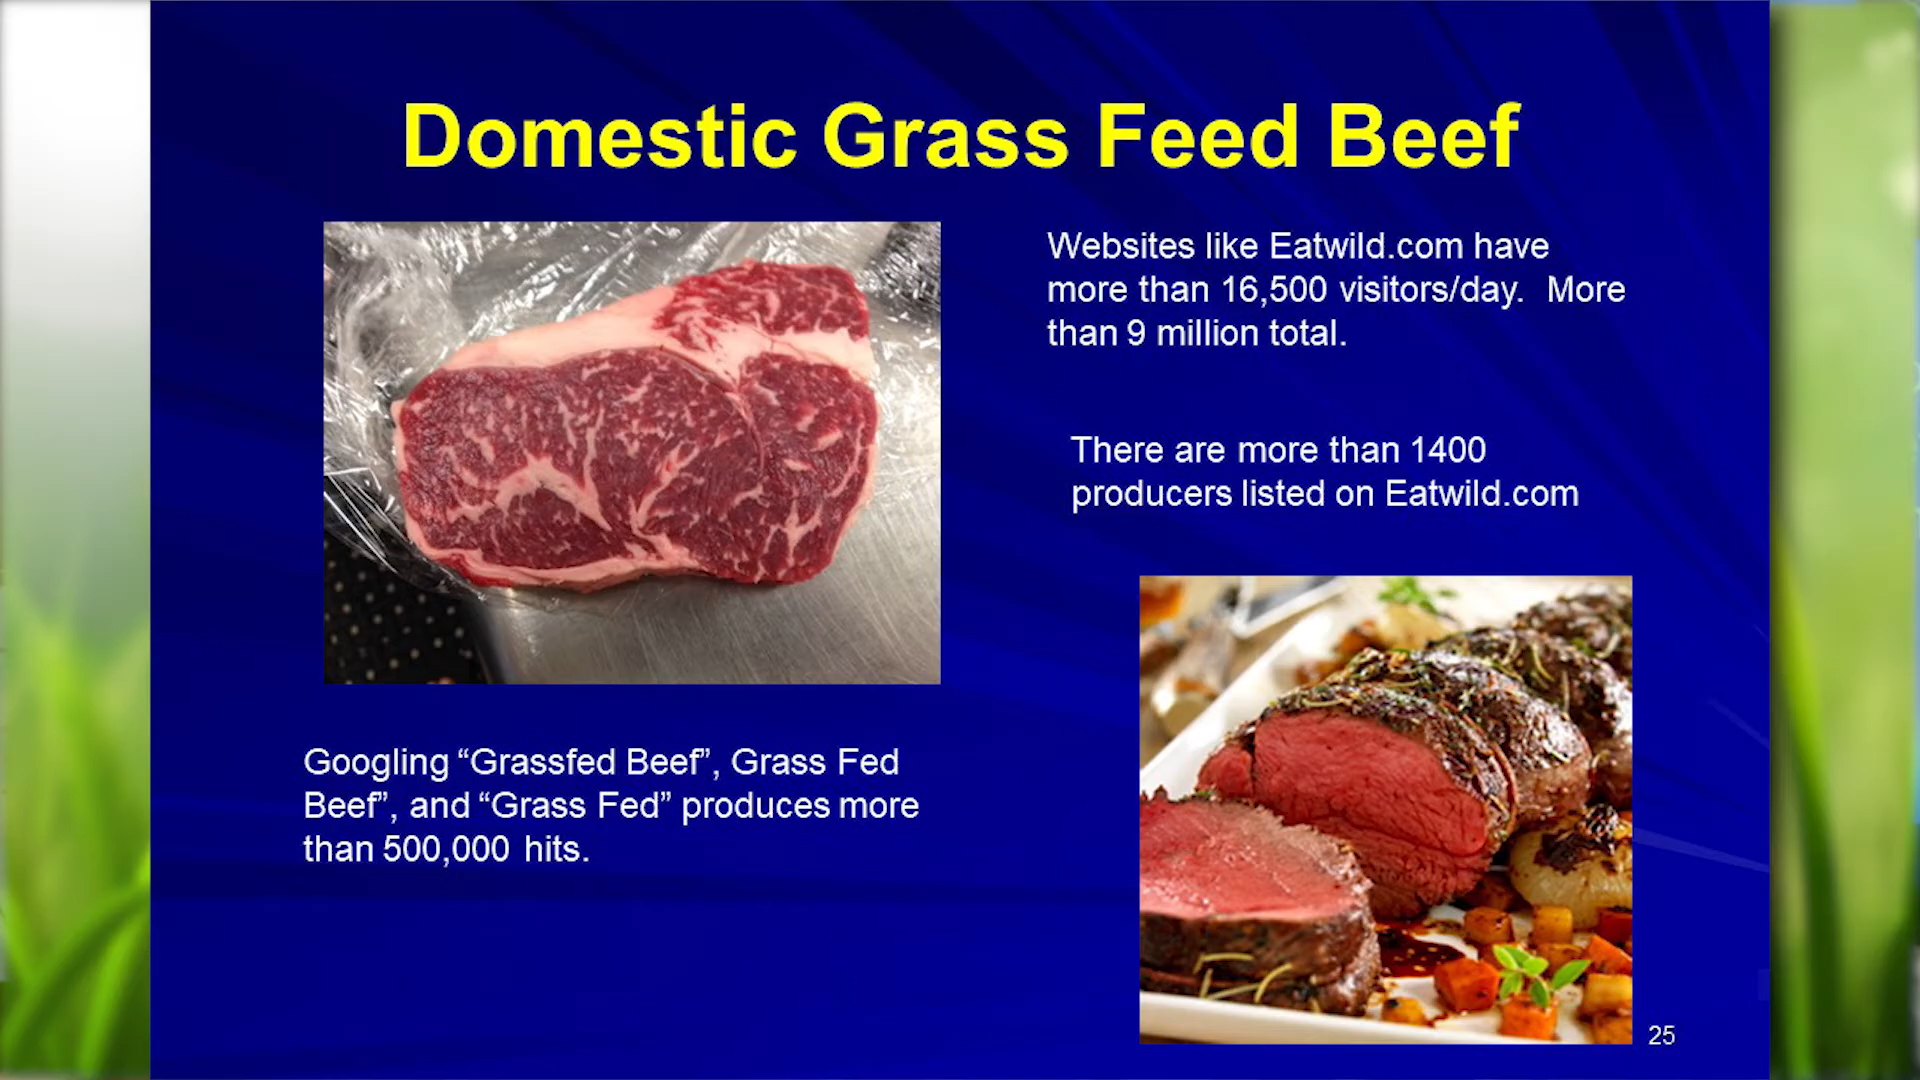 Domestic Grass Feed Beef
Websites like Eatwild.com have
more than 16,500 visitors/day.  More
than 9 million total.
There are more than 1400
producers listed on Eatwild.com
Googling “Grassfed Beef”, Grass Fed
Beef”, and “Grass Fed” produces more
than 500,000 hits.
25